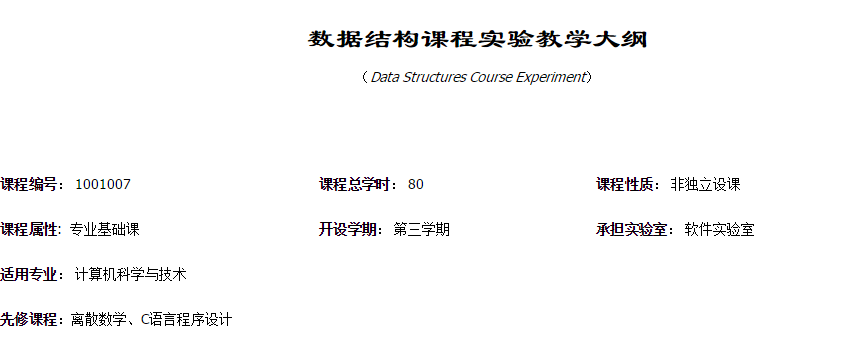 数据结构课程实验教学大纲
（Data Structures Course Experiment）
课程编号：1001007 课程总学时：80 课程性质：非独立设课
课程属性：专业基础课 开设学期：第三学期 承担实验室：软件实验室
适用专业：计算机科学与技术
先修课程：离散数学、C语言程序设计